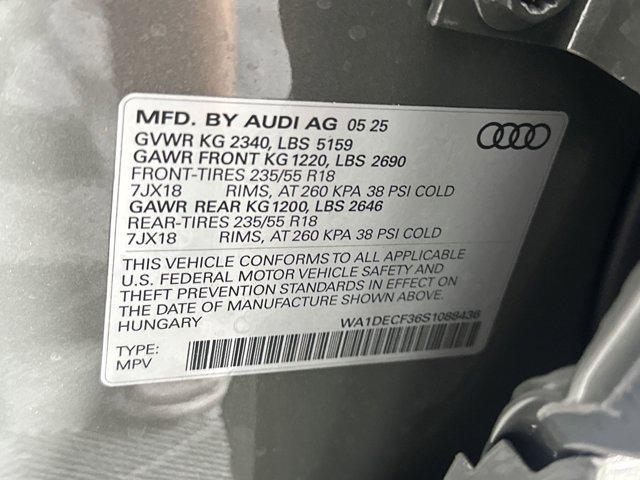 MFD. BY AUDI AG 05 25
GVWR KG 2340, LBS 5159
GAWR FRONT KG 1220, LBS 2690
FRONT-TIRES 235/55 R18
7JX18 RIMS, AT 260 KPA 38 PSI COLD
GAWR REAR KG 1200, LBS 2646
REAR-TIRES 235/55 R18
7JX18 RIMS, AT 260 KPA 38 PSI COLD
THIS VEHICLE CONFORMS TO ALL APPLICABLE
U.S. FEDERAL MOTOR VEHICLE SAFETY AND
THEFT PREVENTION STANDARDS IN EFFECT ON
THE DATE OF MANUFACTURE SHOWN ABOVE.
HUNGARY WA1DECF36S1088436
TYPE:
MPV